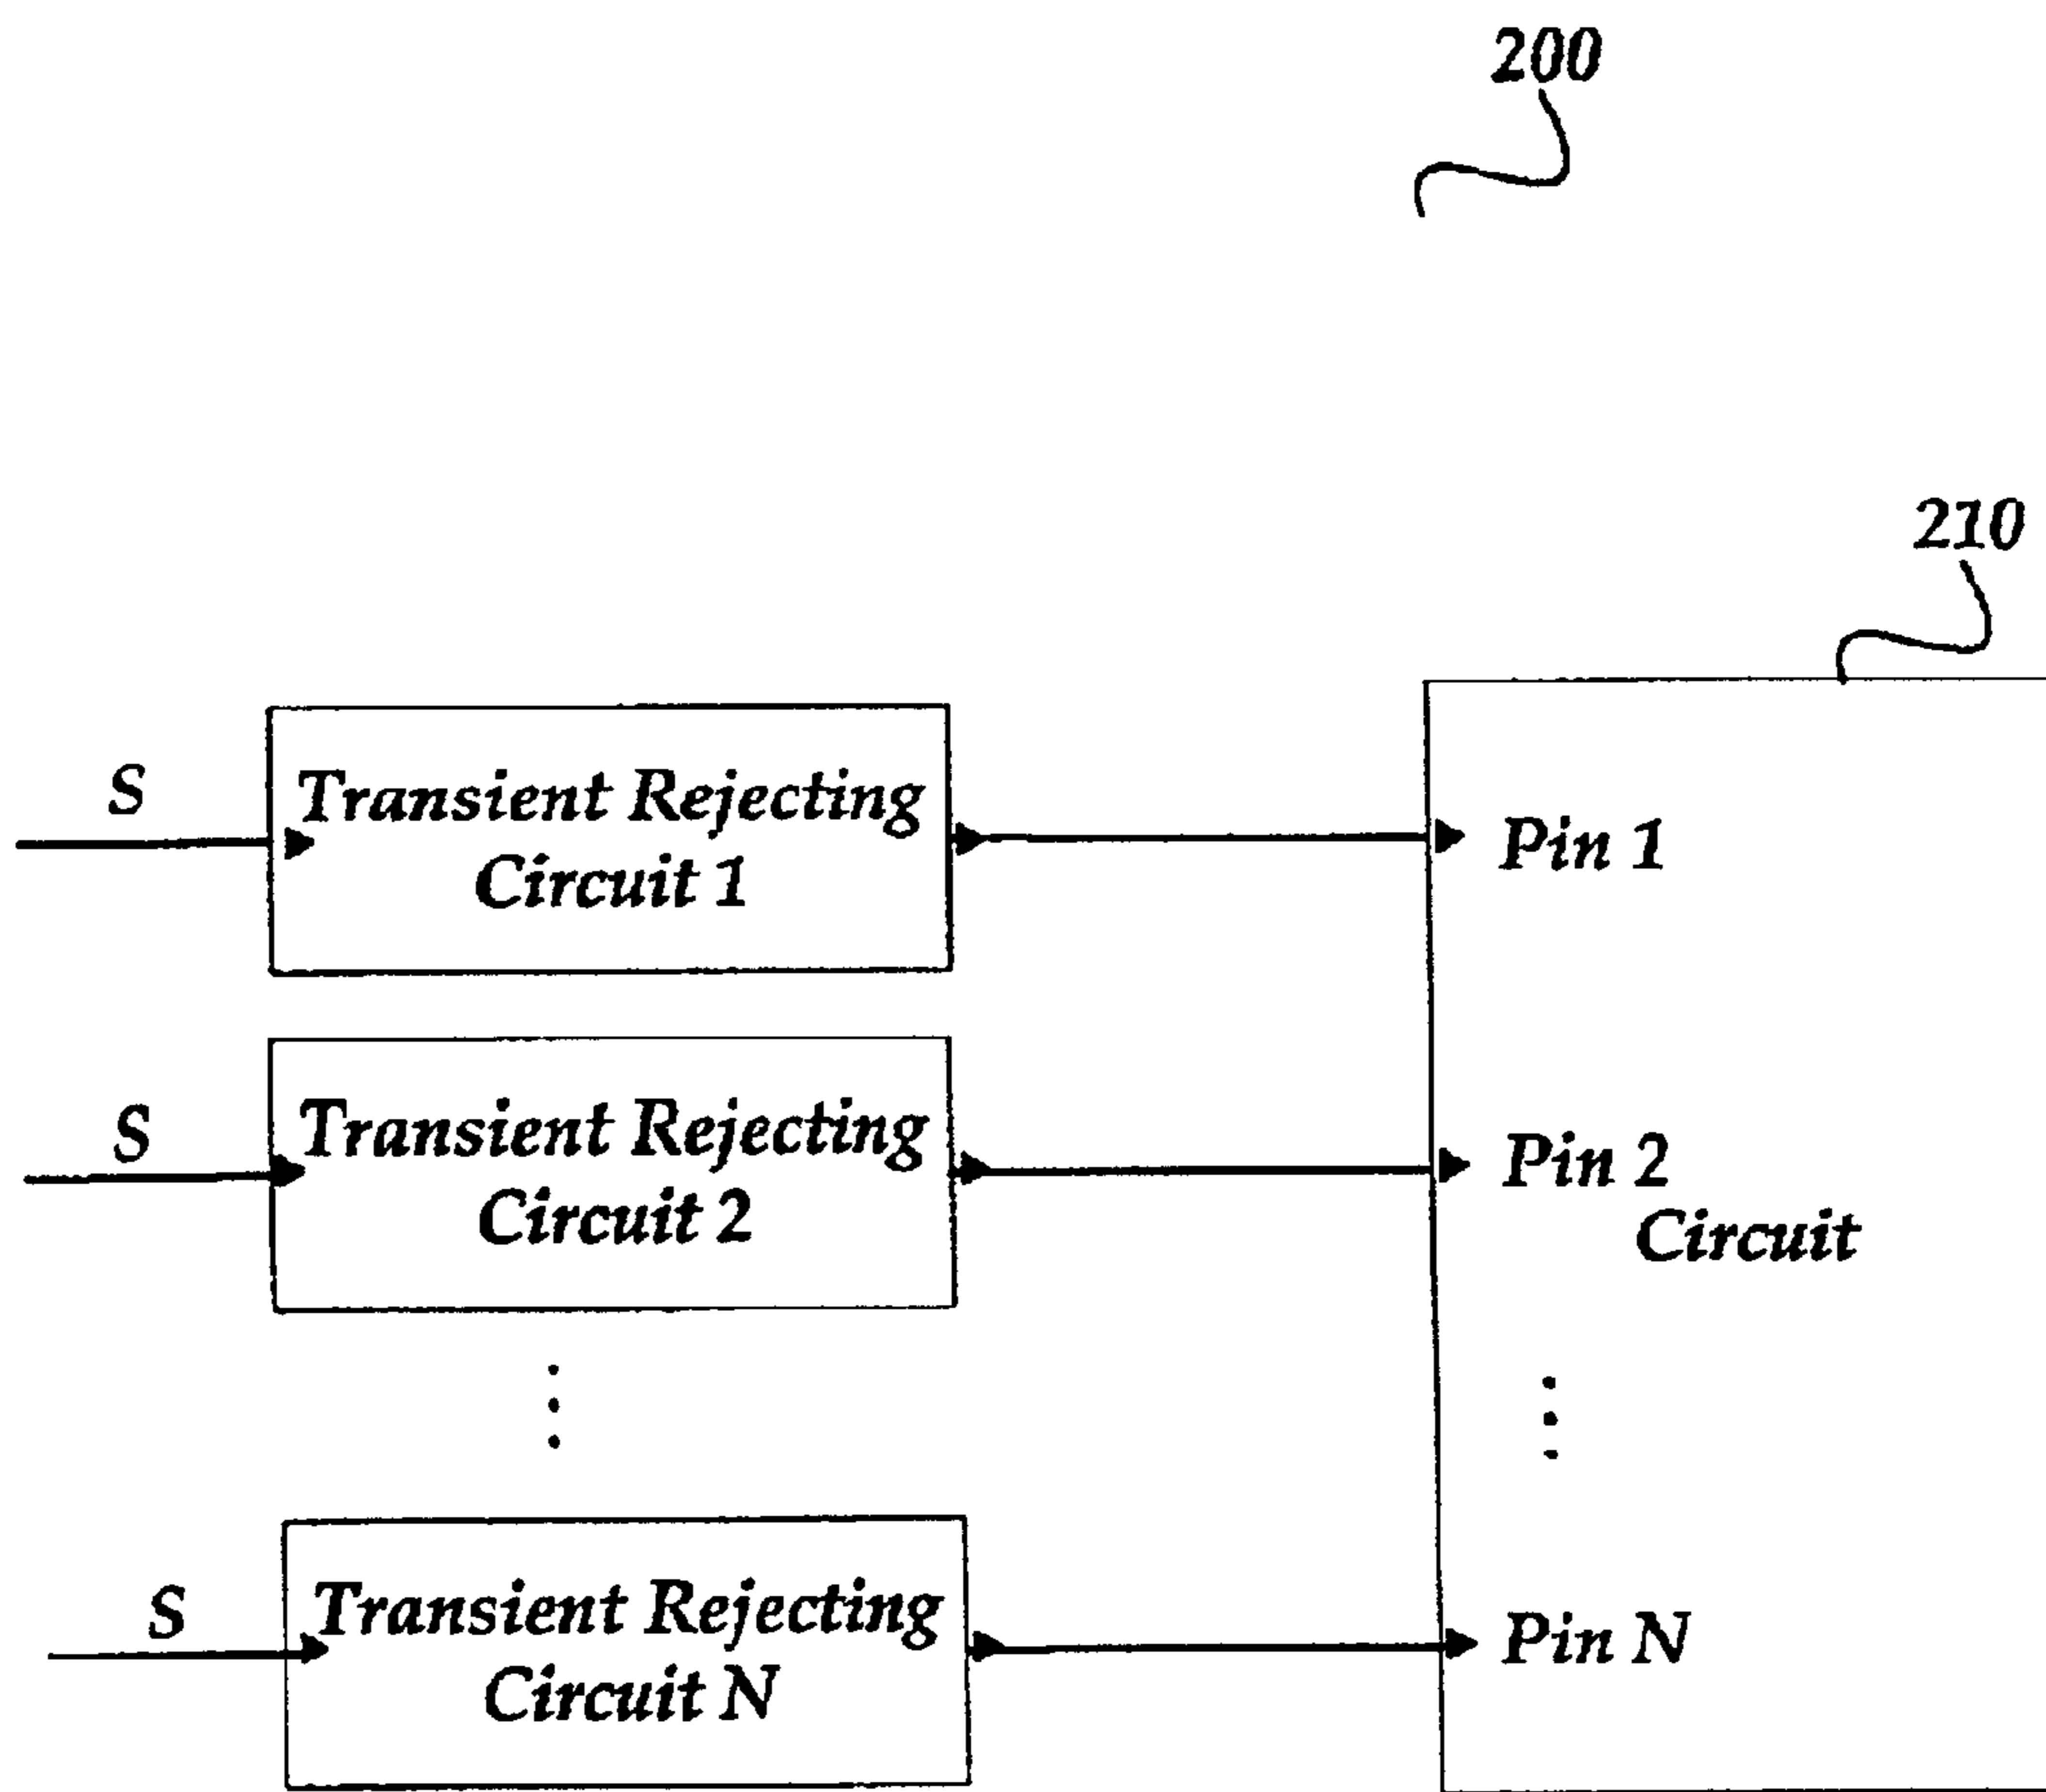 200
210
S
Transient Rejecting
Circuit 1
Pin 1
S
Transient Rejecting
Circuit 2
Pin 2
Circuit
S
Transient Rejecting
Circuit N
Pin N